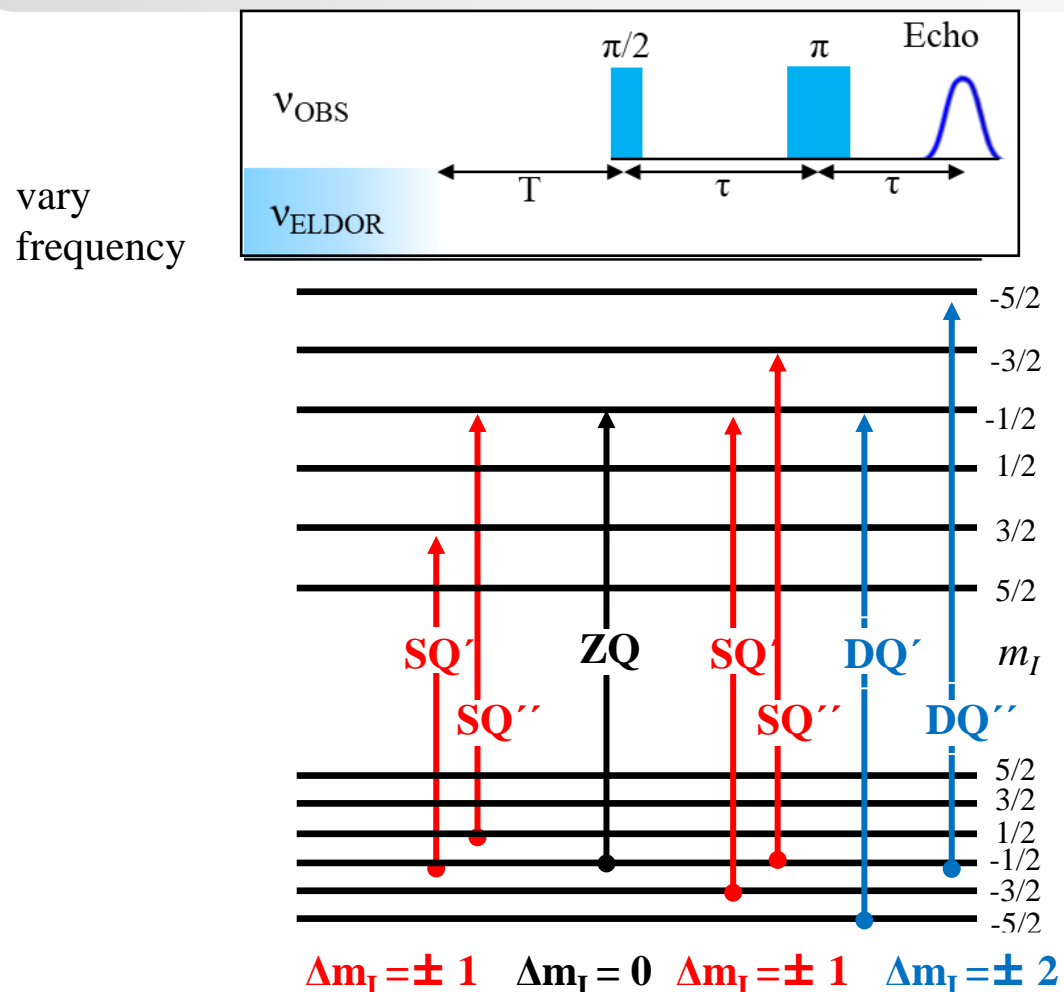 π/2 π Echo
ν_OBS
T τ τ
ν_ELDOR
vary
frequency
-5/2
-3/2
-1/2
1/2
3/2
5/2
SQ´ ZQ SQ´ DQ´ m_I
SQ´´ SQ´´ DQ´´
5/2
3/2
1/2
-1/2
-3/2
-5/2
Δm_I = ± 1 Δm_I = 0 Δm_I = ± 1 Δm_I = ± 2